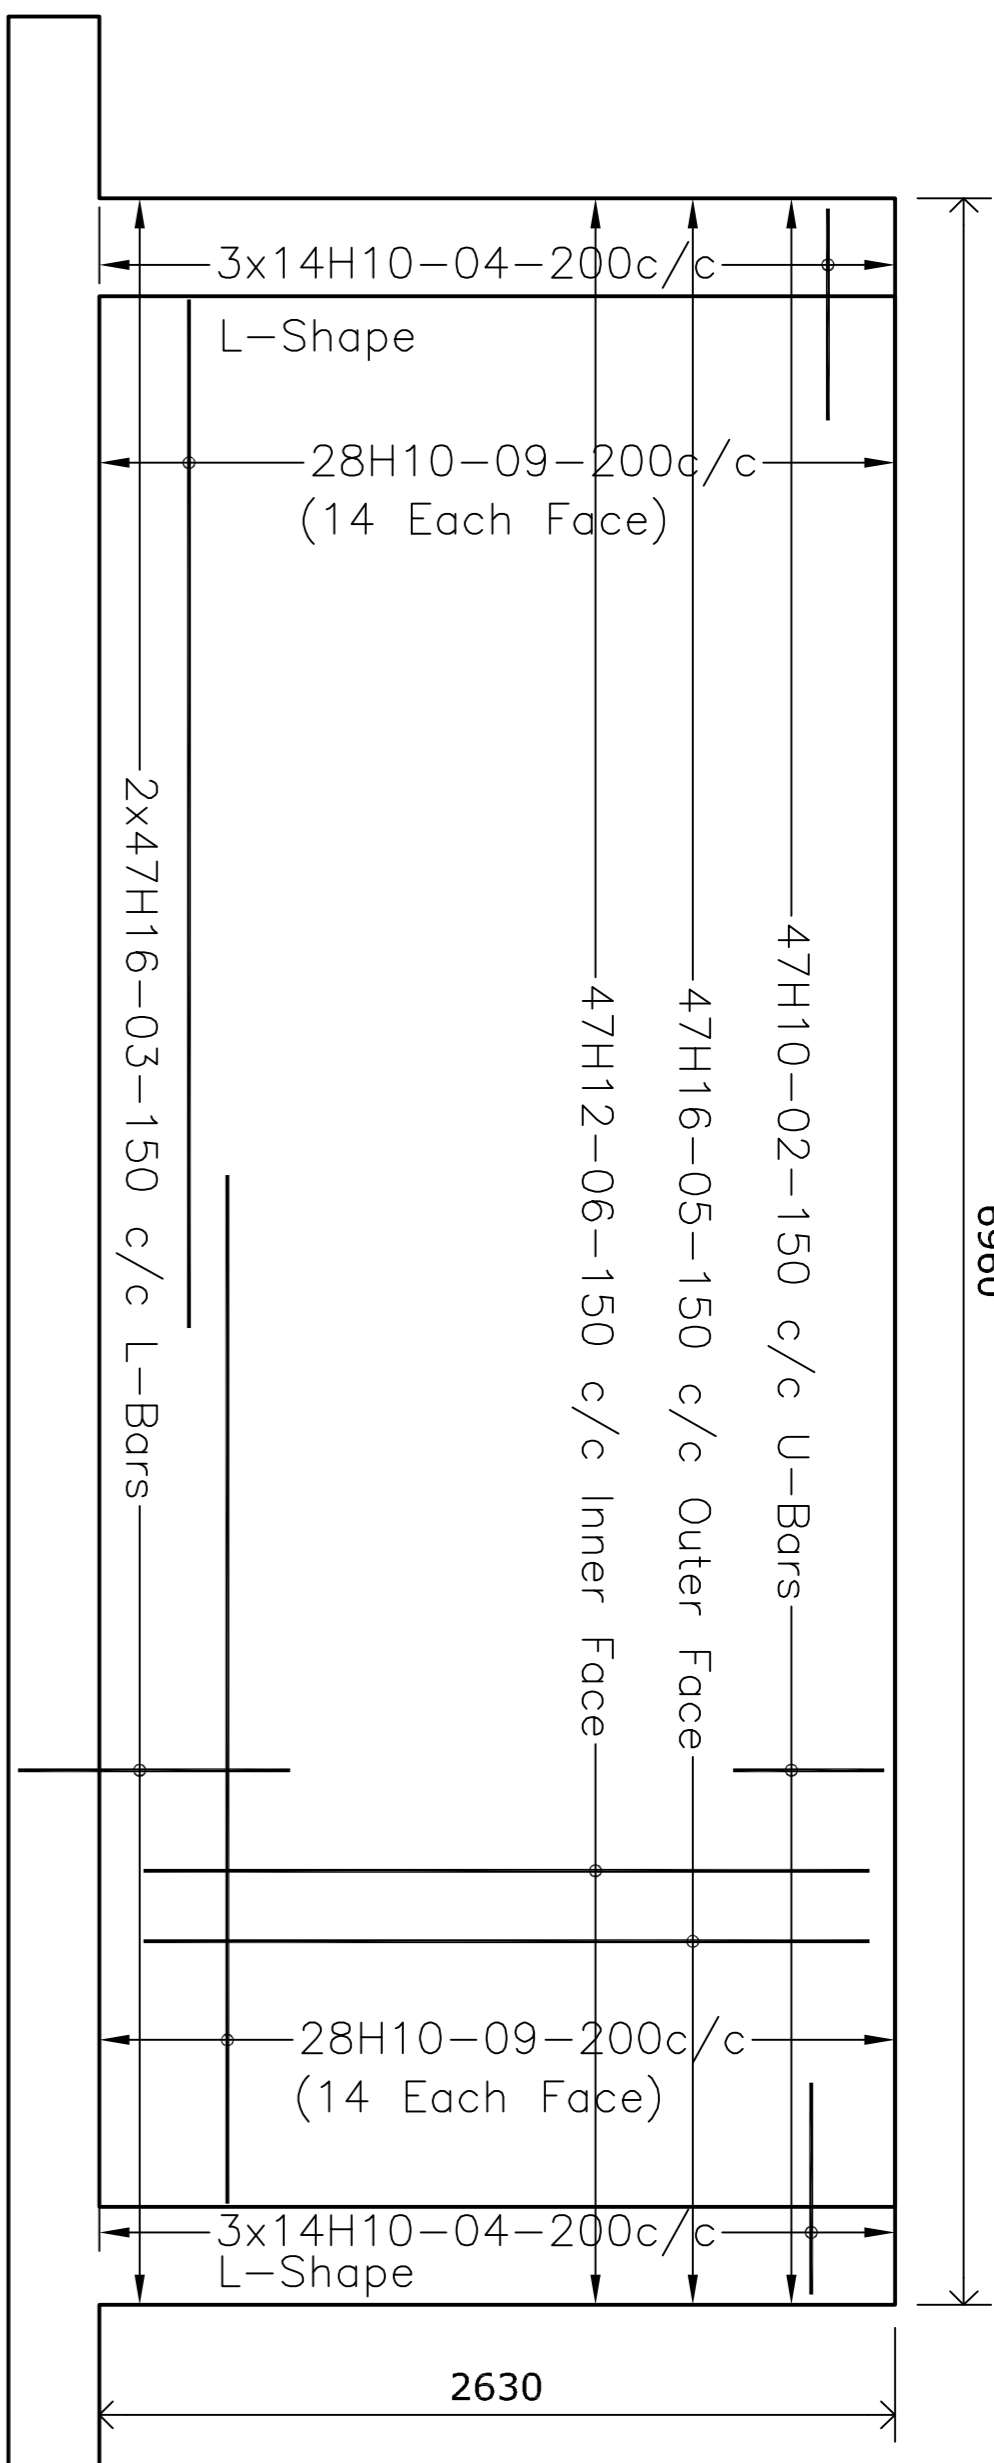 3x14H10-04-200c/c
L-Shape
28H10-09-200c/c
(14 Each Face)
2x47H16-03-150 c/c L-Bars
47H12-06-150 c/c Inner Face
47H16-05-150 c/c Outer Face
47H10-02-150 c/c U-Bars
6960
28H10-09-200c/c
(14 Each Face)
3x14H10-04-200c/c
L-Shape
2630